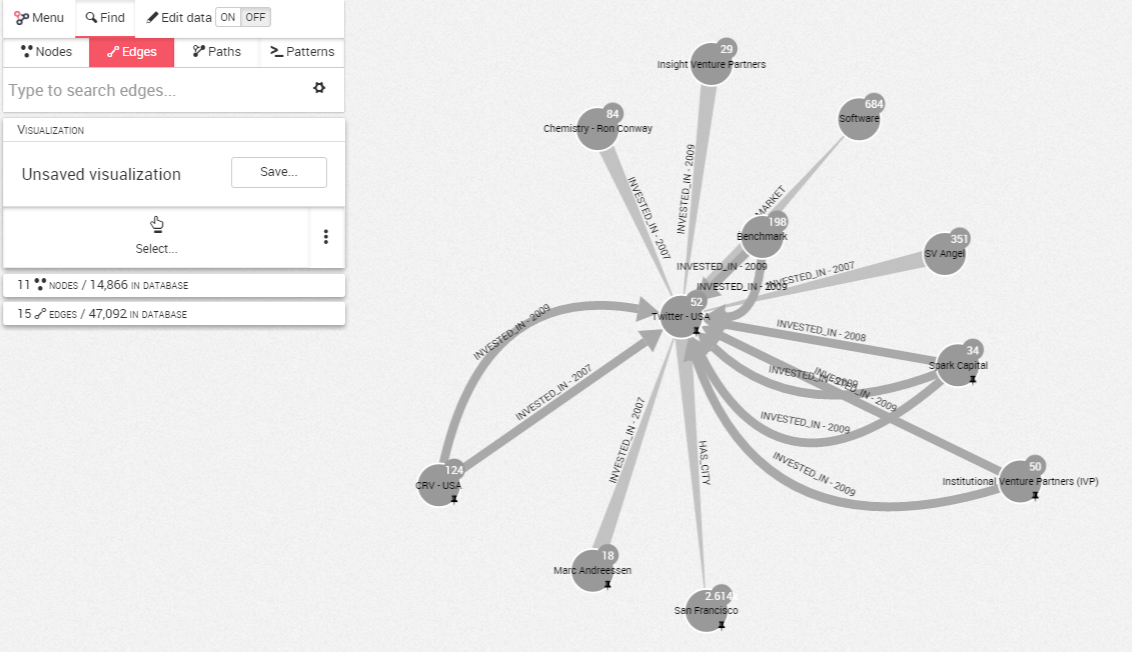 Menu
Find
Edit data
ON
OFF
Nodes
Edges
Paths
Patterns
Type to search edges...
Visualization
Unsaved visualization
Save...
Select...
11 nodes / 14,866 in database
15 edges / 47,092 in database
29
Insight Venture Partners
684
Software
84
Chemistry - Ron Conway
INVESTED_IN - 2009
INVESTED_IN - 2007
MARKET
198
Benchmark
351
SV Angel
INVESTED_IN - 2009
INVESTED_IN - 2007
INVESTED_IN - 2009
52
Twitter - USA
INVESTED_IN - 2009
INVESTED_IN - 2008
34
Spark Capital
INVESTED_IN - 2007
INVESTED_IN - 2009
INVESTED_IN - 2009
INVESTED_IN - 2009
INVESTED_IN - 2007
HAS_CITY
INVESTED_IN - 2009
124
CRV - USA
50
Institutional Venture Partners (IVP)
18
Marc Andreessen
San Francisco